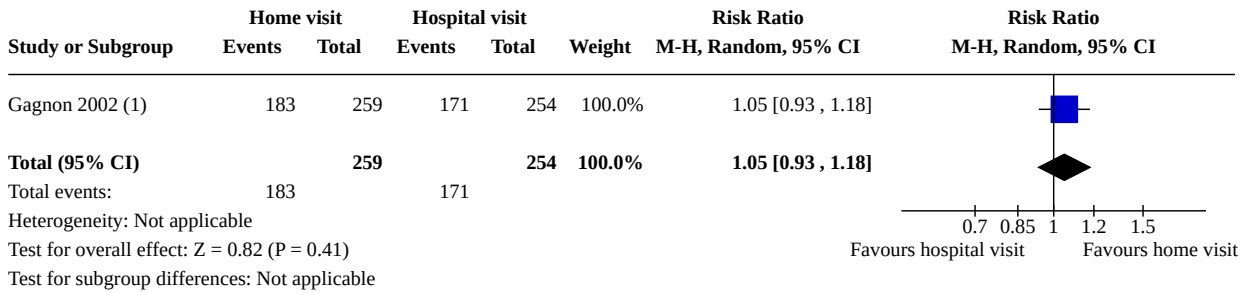 Home visit Hospital visit Risk Ratio Risk Ratio
Study or Subgroup Events Total Events Total Weight M-H, Random, 95% CI M-H, Random, 95% CI
Gagnon 2002 (1) 183 259 171 254 100.0% 1.05 [0.93 , 1.18]
Total (95% CI) 259 254 100.0% 1.05 [0.93 , 1.18]
Total events: 183 171
Heterogeneity: Not applicable
0.7 0.85 1 1.2 1.5
Test for overall effect: Z = 0.82 (P = 0.41) Favours hospital visit Favours home visit
Test for subgroup differences: Not applicable